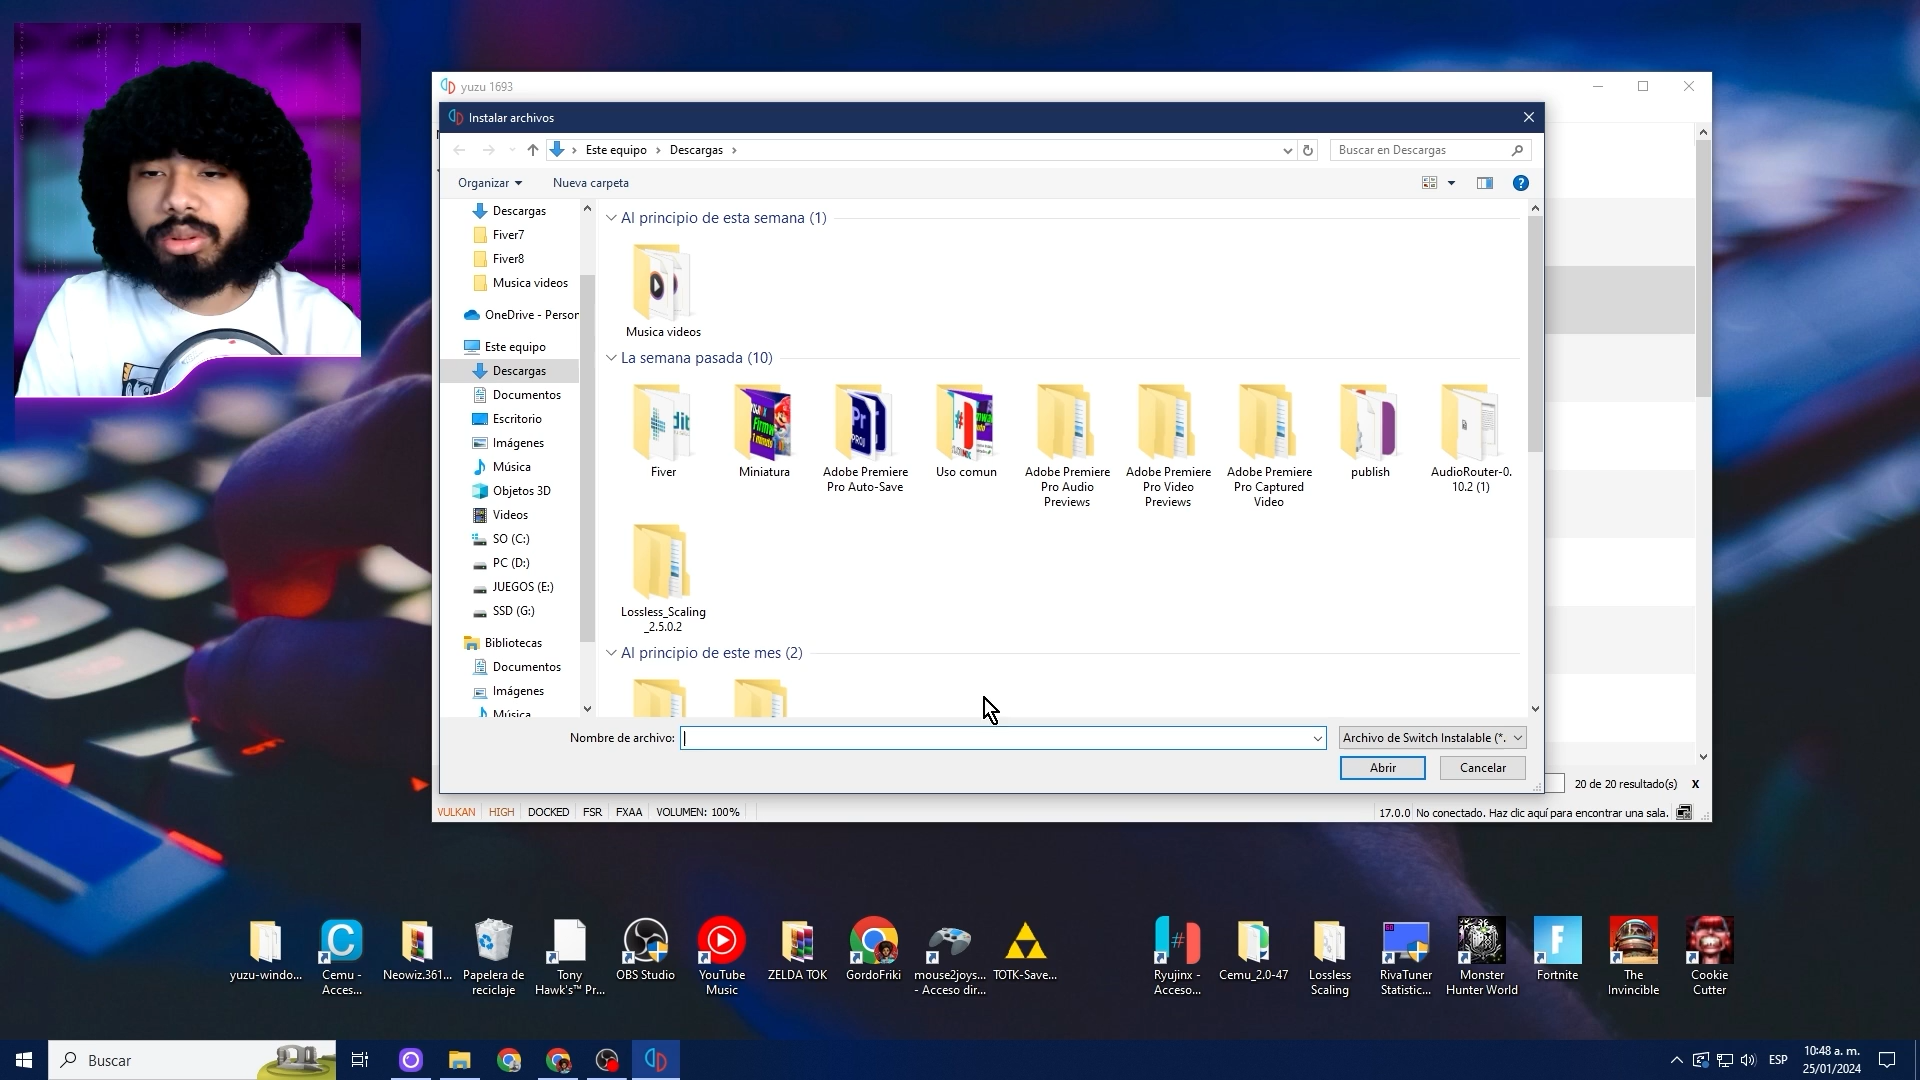 yuzu 1693
Instalar archivos
Este equipo
Descargas
Buscar en Descargas
Organizar
Nueva carpeta
Descargas
Fiver7
Fiver8
Musica videos
OneDrive - Person
Este equipo
Descargas
Documentos
Escritorio
Imágenes
Música
Objetos 3D
Videos
SO (C:)
PC (D:)
JUEGOS (E:)
SSD (G:)
Bibliotecas
Documentos
Imágenes
Música
Al principio de esta semana (1)
Musica videos
La semana pasada (10)
Fiver
Miniatura
Adobe Premiere
Pro Auto-Save
Uso comun
Adobe Premiere
Pro Audio
Previews
Adobe Premiere
Pro Video
Previews
Adobe Premiere
Pro Captured
Video
publish
AudioRouter-0.
10.2 (1)
Lossless_Scaling
_2.5.0.2
Al principio de este mes (2)
Nombre de archivo:
Archivo de Switch Instalable (*.
Abrir
Cancelar
20 de 20 resultado(s)
X
VULKAN HIGH DOCKED FSR FXAA VOLUMEN: 100%
17.0.0 No conectado. Haz clic aquí para encontrar una sala.
yuzu-windo...
Cemu -
Acces...
Neowiz.361...
Papelera de
reciclaje
Tony
Hawk's™ Pr...
OBS Studio
YouTube
Music
ZELDA TOK
GordoFriki
mouse2joys...
- Acceso dir...
TOTK-Save...
Ryujinx -
Acceso...
Cemu_2.0-47
Lossless
Scaling
RivaTuner
Statistic...
Monster
Hunter World
Fortnite
The
Invincible
Cookie
Cutter
Buscar
ESP
10:48 a. m.
25/01/2024